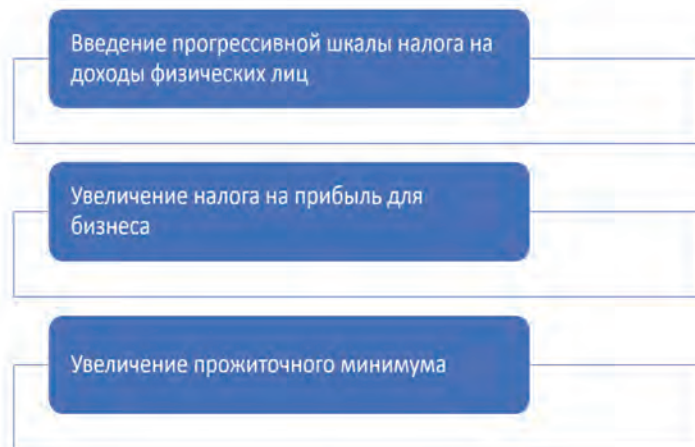 Введение прогрессивной шкалы налога на
доходы физических лиц
Увеличение налога на прибыль для
бизнеса
Увеличение прожиточного минимума